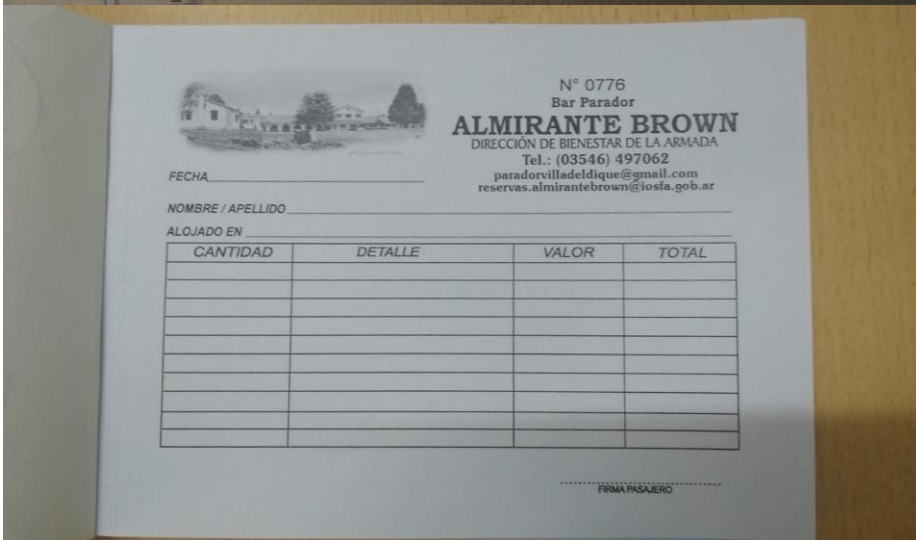 N° 0776
Bar Parador
ALMIRANTE BROWN
DIRECCIÓN DE BIENESTAR DE LA ARMADA
Tel.: (03546) 497062
paradorvilladeldique@gmail.com
reservas.almirantebrown@iosfa.gob.ar
FECHA
NOMBRE / APELLIDO
ALOJADO EN
CANTIDAD DETALLE VALOR TOTAL
FIRMA PASAJERO